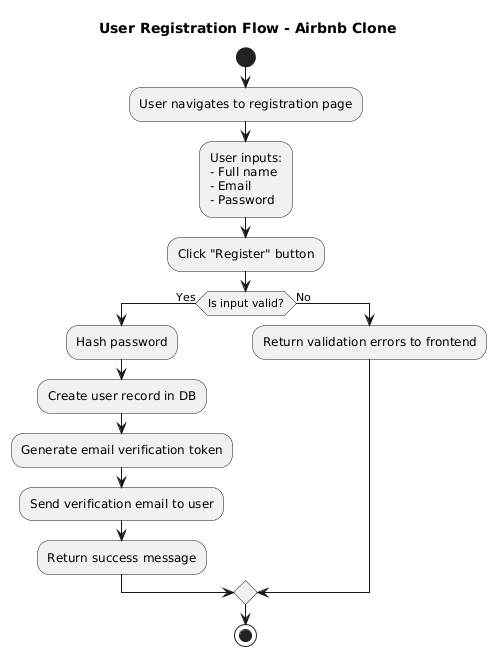 User Registration Flow - Airbnb Clone
User navigates to registration page
User inputs:
- Full name
- Email
- Password
Click "Register" button
Is input valid?
Yes
No
Hash password
Create user record in DB
Generate email verification token
Send verification email to user
Return success message
Return validation errors to frontend